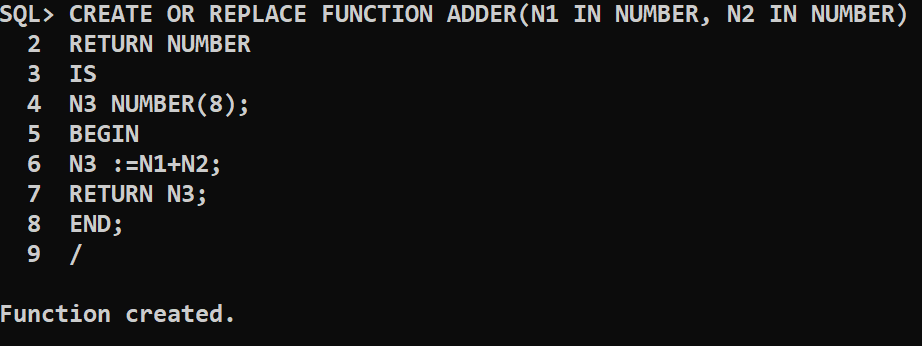 SQL> CREATE OR REPLACE FUNCTION ADDER(N1 IN NUMBER, N2 IN NUMBER)
  2  RETURN NUMBER
  3  IS
  4  N3 NUMBER(8);
  5  BEGIN
  6  N3 :=N1+N2;
  7  RETURN N3;
  8  END;
  9  /
Function created.